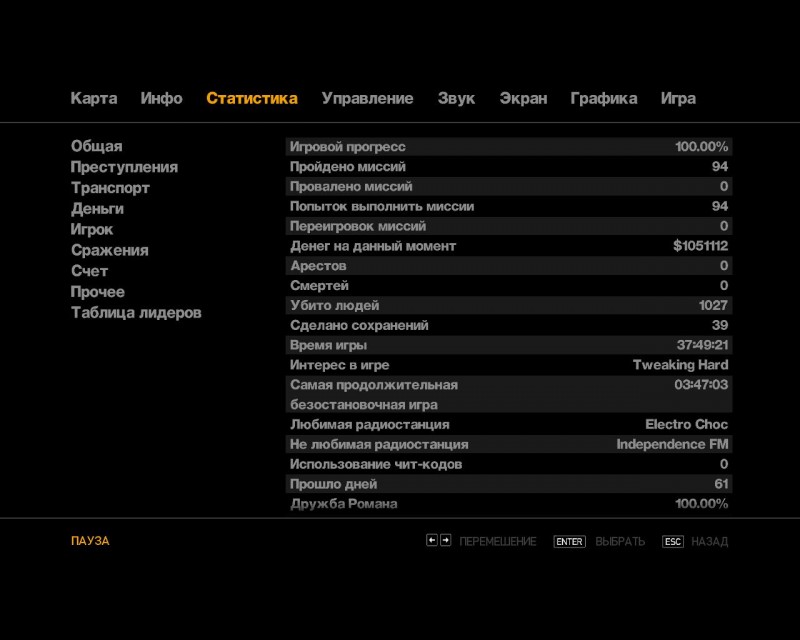 Карта Инфо Статистика Управление Звук Экран Графика Игра
Общая
Преступления
Транспорт
Деньги
Игрок
Сражения
Счет
Прочее
Таблица лидеров
Игровой прогресс 100.00%
Пройдено миссий 94
Провалено миссий 0
Попыток выполнить миссии 94
Переигровок миссий 0
Денег на данный момент $1051112
Арестов 0
Смертей 0
Убито людей 1027
Сделано сохранений 39
Время игры 37:49:21
Интерес в игре Tweaking Hard
Самая продолжительная 03:47:03
безостановочная игра
Любимая радиостанция Electro Choc
Не любимая радиостанция Independence FM
Использование чит-кодов 0
Прошло дней 61
Дружба Романа 100.00%
ПАУЗА ПЕРЕМЕШЕНИЕ ENTER ВЫБРАТЬ ESC НАЗАД